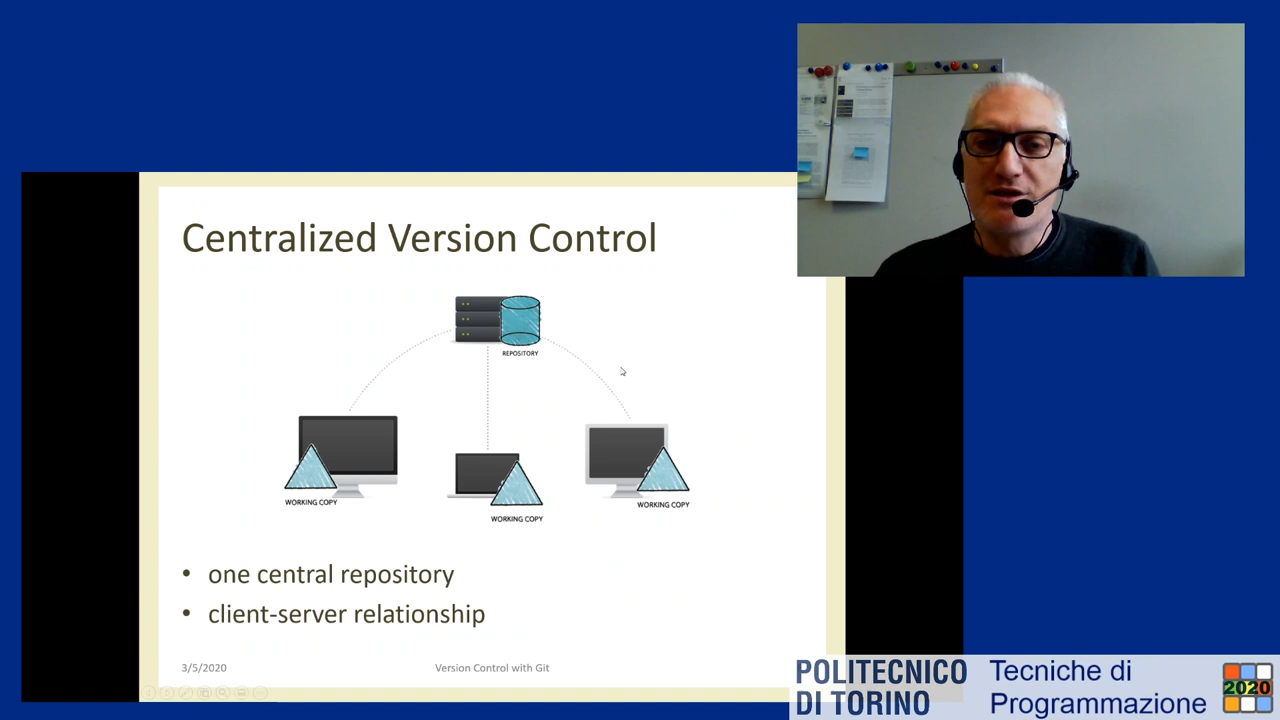 Centralized Version Control
REPOSITORY
WORKING COPY
WORKING COPY
WORKING COPY
• one central repository
• client-server relationship
3/5/2020
Version Control with Git
POLITECNICO
DI TORINO
Tecniche di
Programmazione
2020